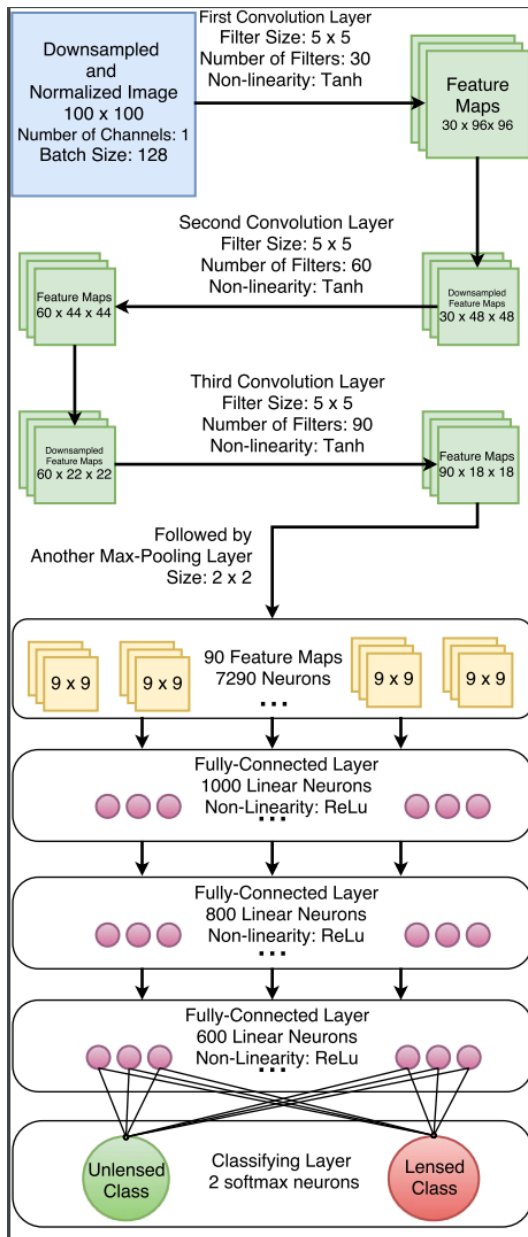 Downsampled
and
Normalized Image
100 x 100
Number of Channels: 1
Batch Size: 128
First Convolution Layer
Filter Size: 5 x 5
Number of Filters: 30
Non-linearity: Tanh
Feature
Maps
30 x 96x 96
Second Convolution Layer
Filter Size: 5 x 5
Number of Filters: 60
Non-linearity: Tanh
Downsampled
Feature Maps
30 x 48 x 48
Feature Maps
60 x 44 x 44
Third Convolution Layer
Filter Size: 5 x 5
Number of Filters: 90
Non-linearity: Tanh
Downsampled
Feature Maps
60 x 22 x 22
Feature Maps
90 x 18 x 18
Followed by
Another Max-Pooling Layer
Size: 2 x 2
90 Feature Maps
7290 Neurons
...
9 x 9
9 x 9
9 x 9
9 x 9
Fully-Connected Layer
1000 Linear Neurons
Non-Linearity: ReLu
...
Fully-Connected Layer
800 Linear Neurons
Non-linearity: ReLu
...
Fully-Connected Layer
600 Linear Neurons
Non-Linearity: ReLu
...
Unlensed
Class
Classifying Layer
2 softmax neurons
Lensed
Class